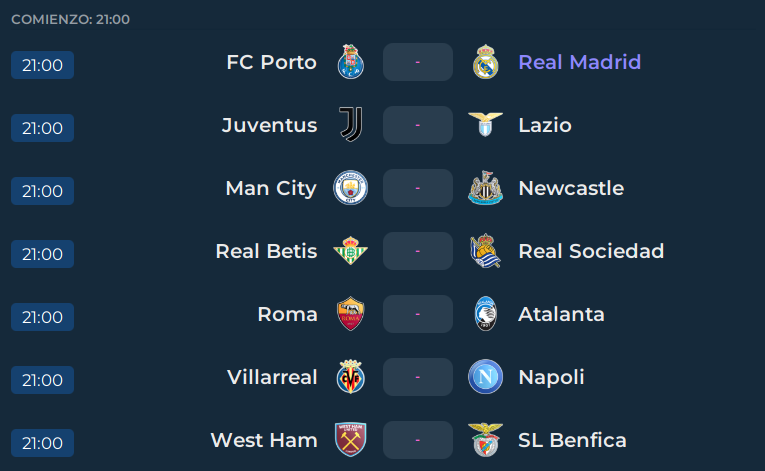 COMIENZO: 21:00
21:00 FC Porto - Real Madrid
21:00 Juventus - Lazio
21:00 Man City - Newcastle
21:00 Real Betis - Real Sociedad
21:00 Roma - Atalanta
21:00 Villarreal - Napoli
21:00 West Ham - SL Benfica